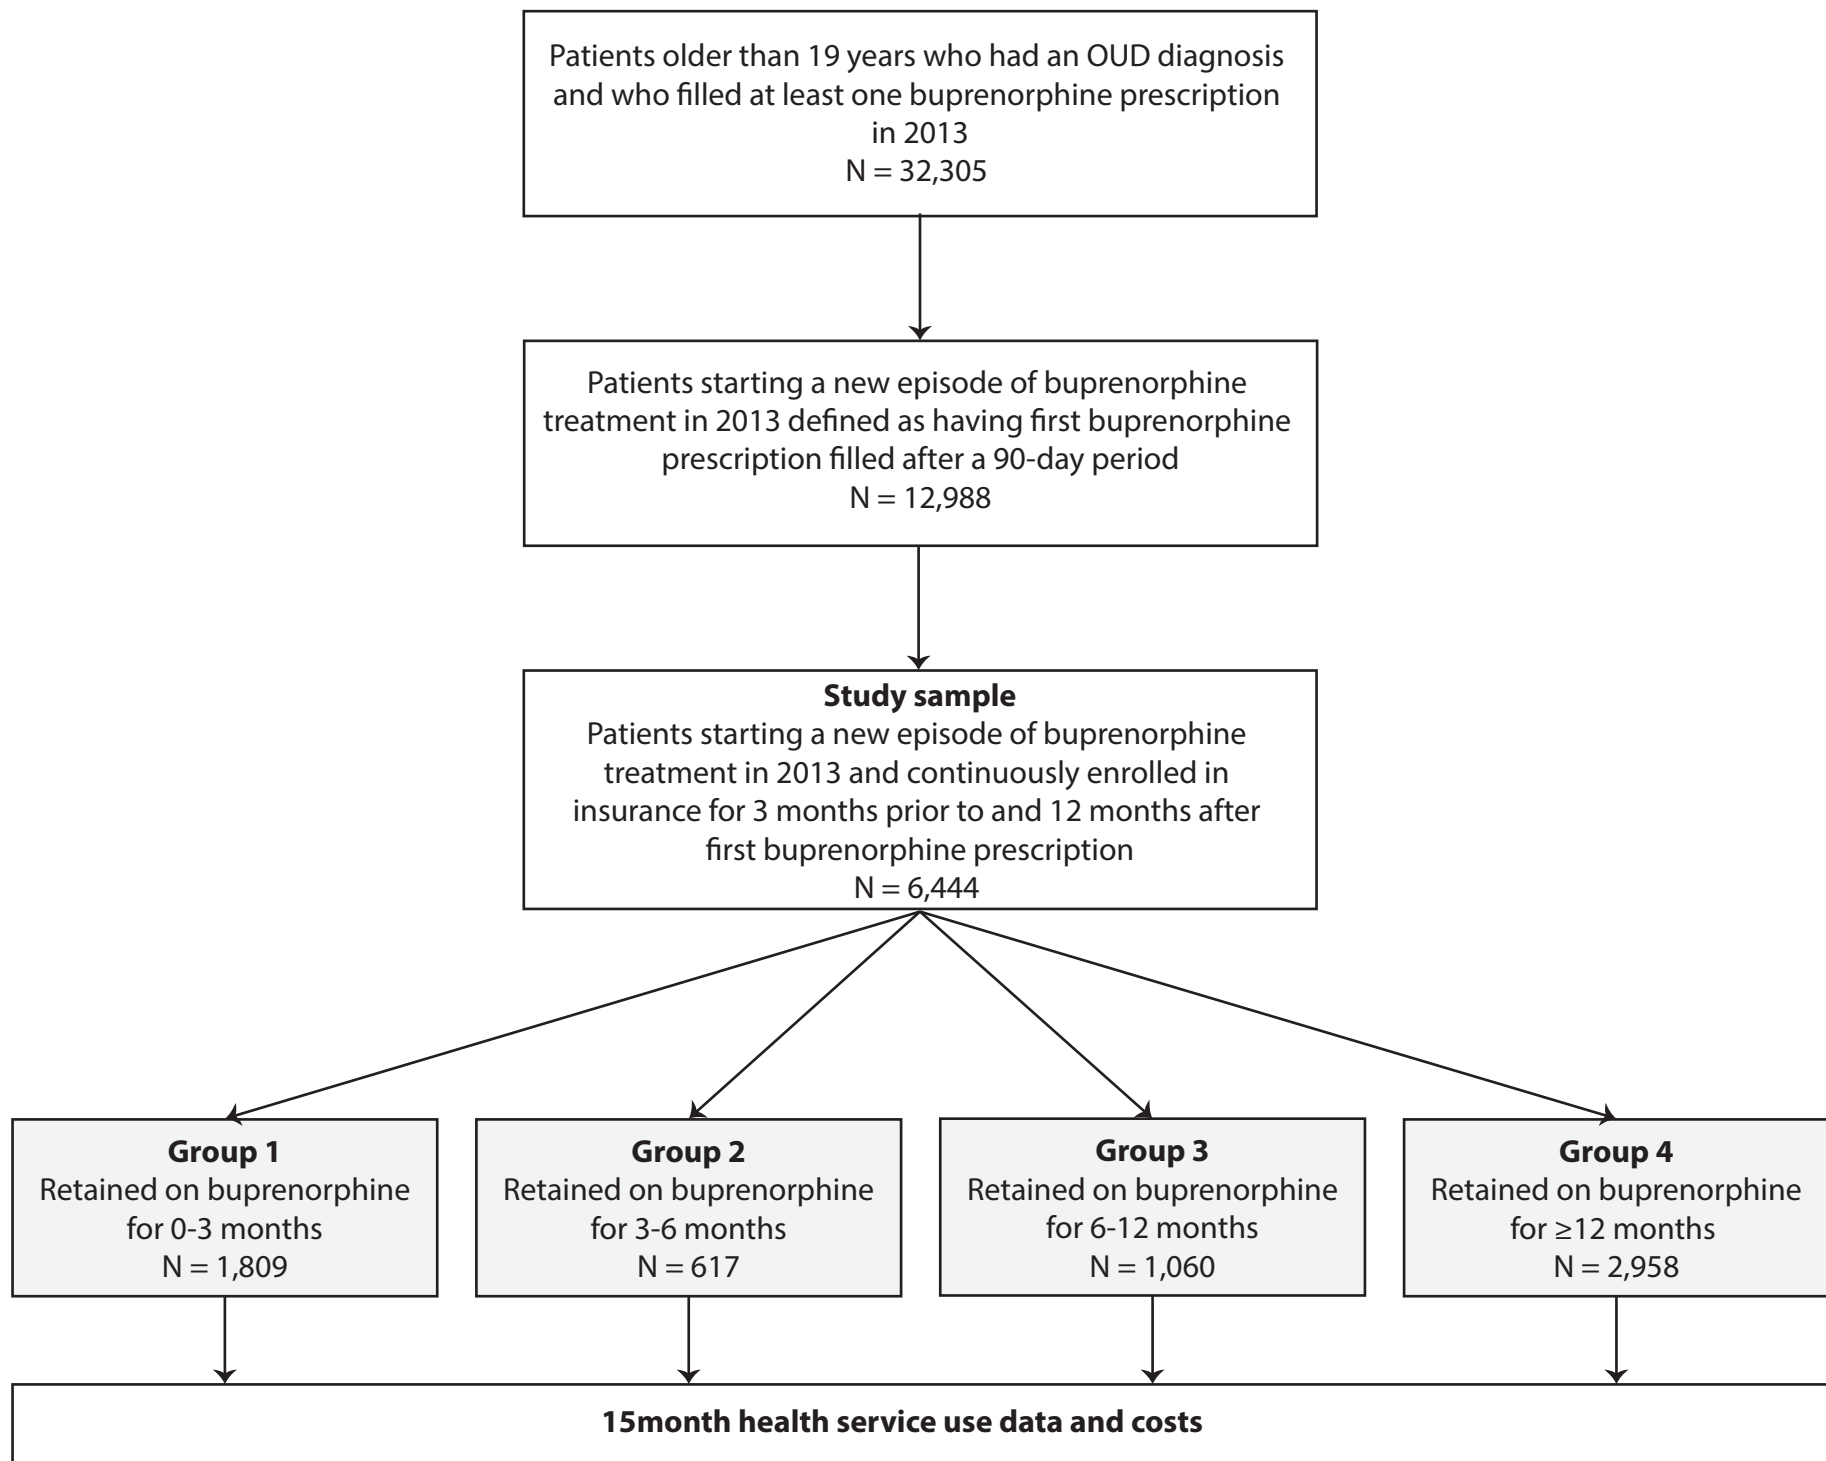 Patients older than 19 years who had an OUD diagnosis
and who filled at least one buprenorphine prescription
in 2013
N = 32,305
Patients starting a new episode of buprenorphine
treatment in 2013 defined as having first buprenorphine
prescription filled after a 90-day period
N = 12,988
Study sample
Patients starting a new episode of buprenorphine
treatment in 2013 and continuously enrolled in
insurance for 3 months prior to and 12 months after
first buprenorphine prescription
N = 6,444
Group 1
Retained on buprenorphine
for 0-3 months
N = 1,809
Group 2
Retained on buprenorphine
for 3-6 months
N = 617
Group 3
Retained on buprenorphine
for 6-12 months
N = 1,060
Group 4
Retained on buprenorphine
for ≥12 months
N = 2,958
15month health service use data and costs